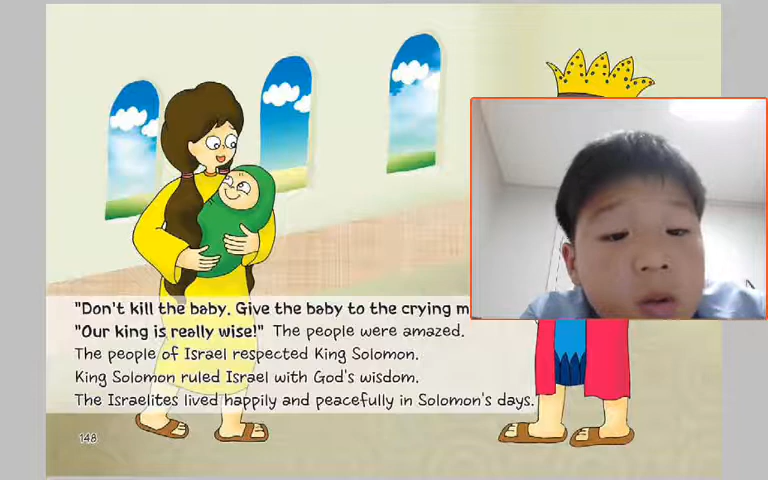 "Don't kill the baby. Give the baby to the crying
"Our king is really wise!" The people were amazed.
The people of Israel respected King Solomon.
King Solomon ruled Israel with God's wisdom.
The Israelites lived happily and peacefully in Solomon's days.
148